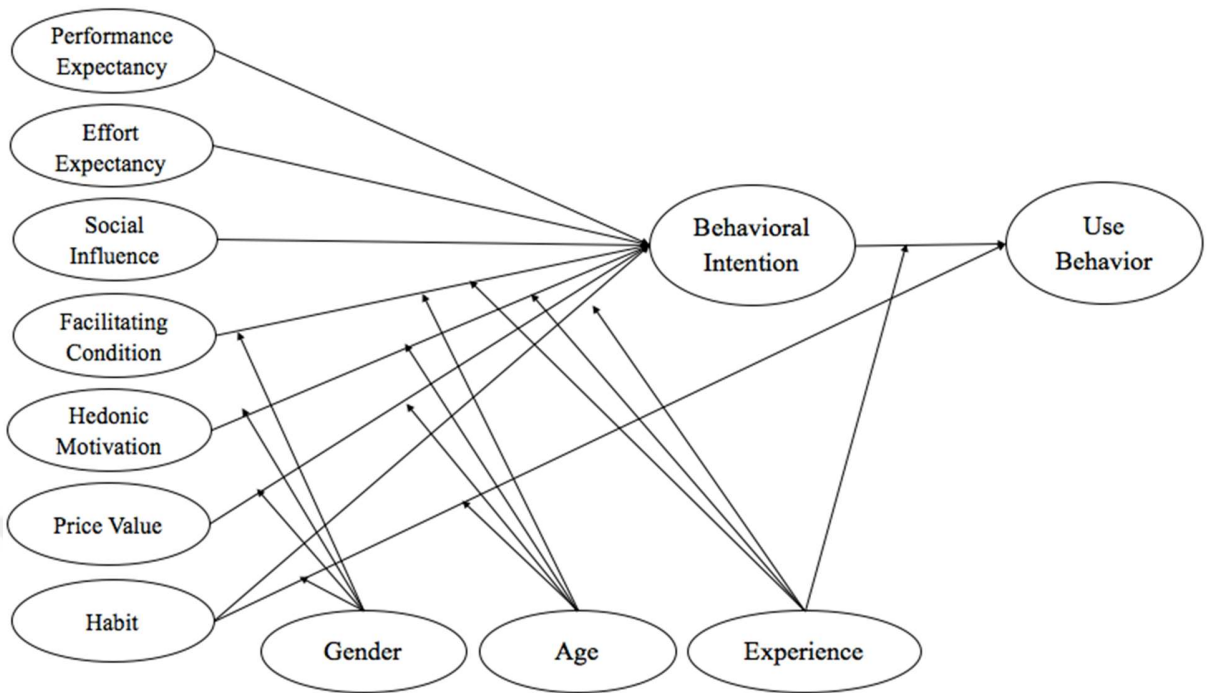 Performance
Expectancy
Effort
Expectancy
Social
Influence
Facilitating
Condition
Hedonic
Motivation
Price Value
Habit
Behavioral
Intention
Use
Behavior
Gender
Age
Experience